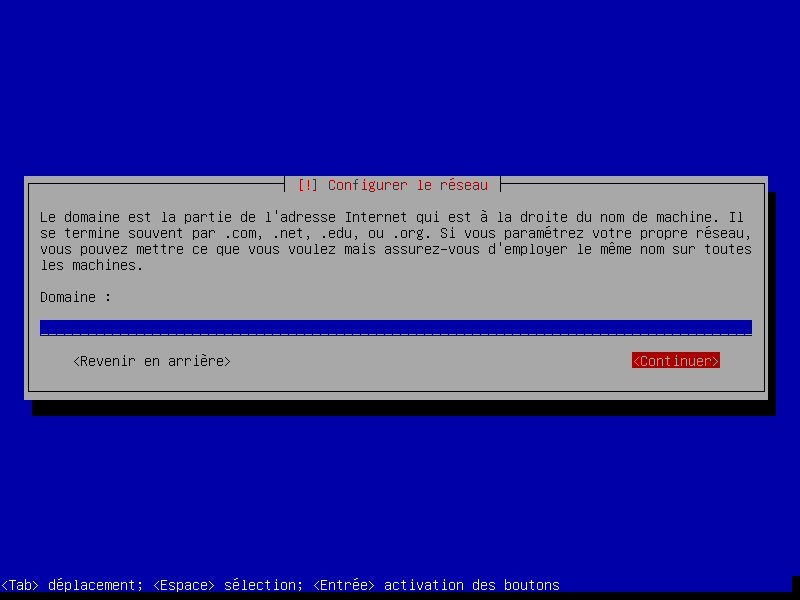 [!] Configurer le réseau
Le domaine est la partie de l'adresse Internet qui est à la droite du nom de machine. Il
se termine souvent par .com, .net, .edu, ou .org. Si vous paramétrez votre propre réseau,
vous pouvez mettre ce que vous voulez mais assurez-vous d'employer le même nom sur toutes
les machines.
Domaine :
<Revenir en arrière> <Continuer>
<Tab> déplacement; <Espace> sélection; <Entrée> activation des boutons